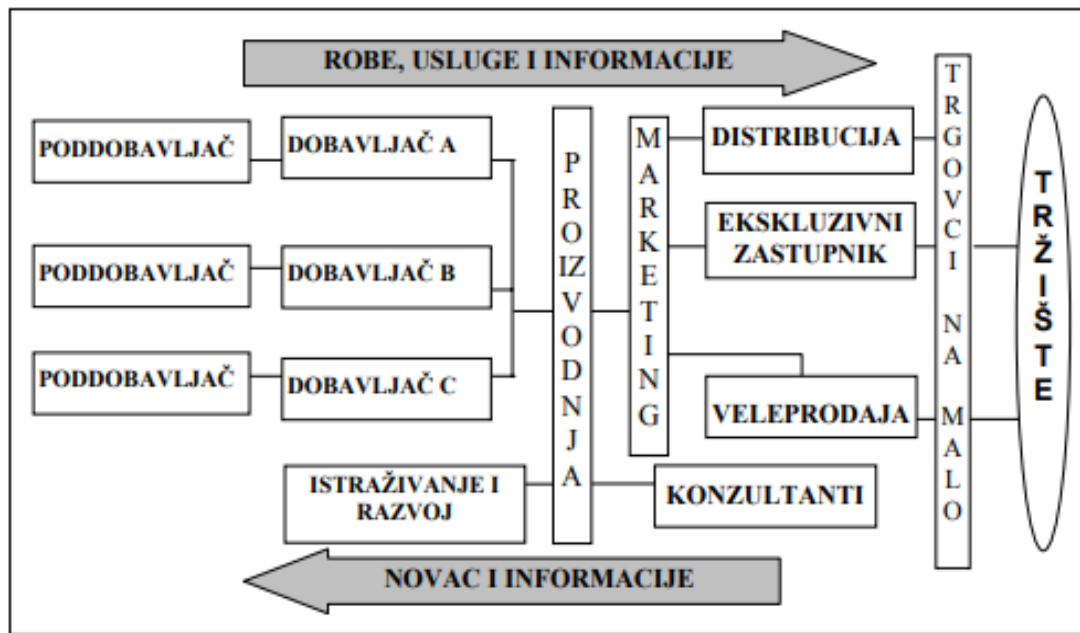 ROBE, USLUGE I INFORMACIJE
PODDOBAVLJAČ
DOBAVLJAČ A
PODDOBAVLJAČ
DOBAVLJAČ B
PODDOBAVLJAČ
DOBAVLJAČ C
ISTRAŽIVANJE I
RAZVOJ
PROIZVODNJA
MARKETING
DISTRIBUCIJA
EKSKLUZIVNI
ZASTUPNIK
VELEPRODAJA
KONZULTANTI
TRGOVCI NA MALO
TRŽIŠTE
NOVAC I INFORMACIJE